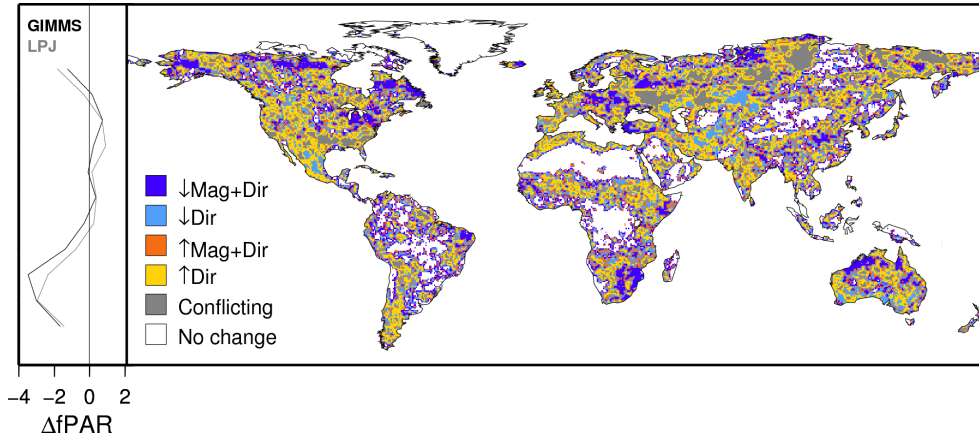 GIMMS
LPJ
↓Mag+Dir
↓Dir
↑Mag+Dir
↑Dir
Conflicting
No change
−4 −2 0 2
ΔfPAR